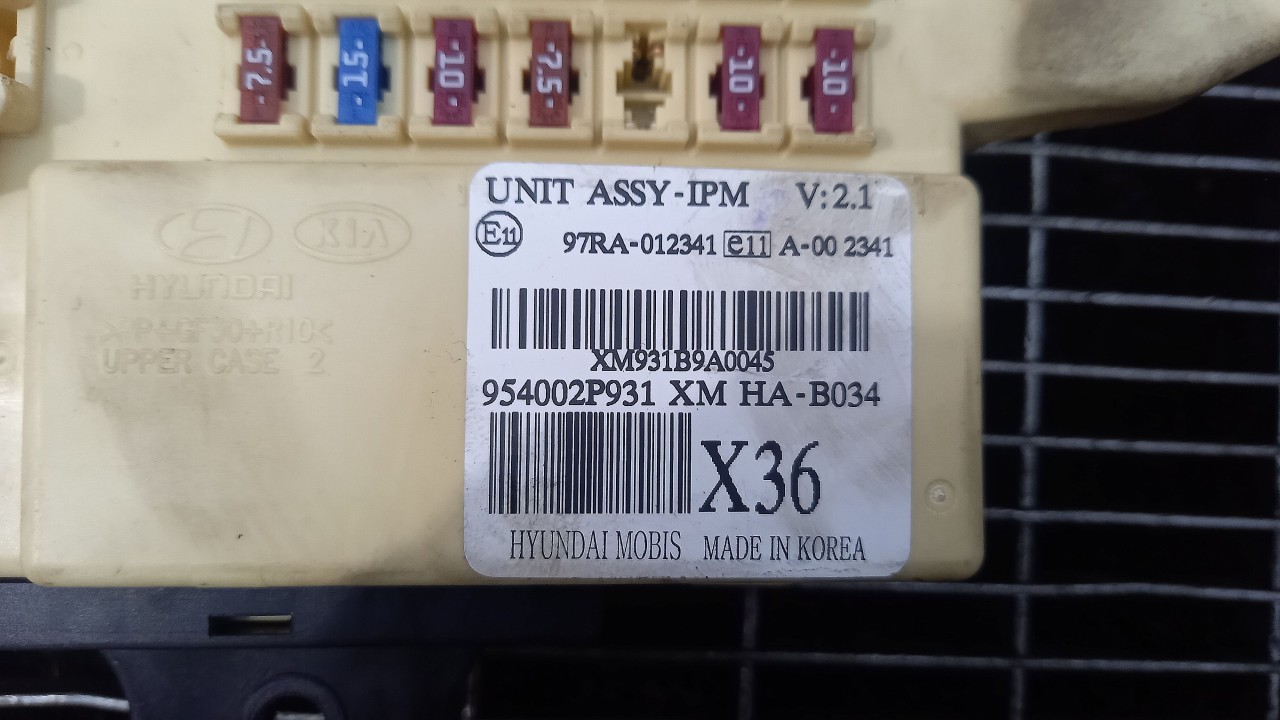 7.5 15 10 7.5 10 10
UNIT ASSY-IPM V:2.1
E11 97RA-012341 e11 A-00 2341
KIA
HYUNDAI
UPPER CASE 2
XM931B9A0045
954002P931 XM HA-B034
X36
HYUNDAI MOBIS MADE IN KOREA